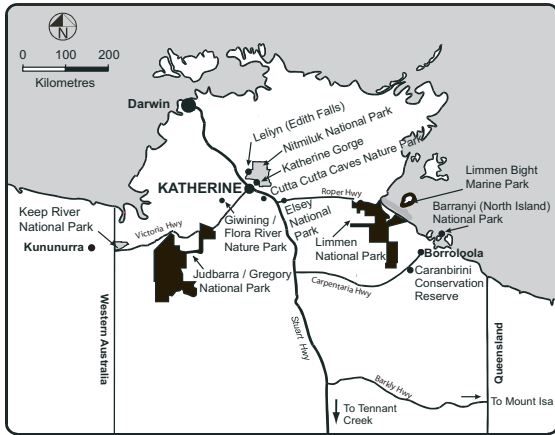 N
0 100 200
Kilometres
Darwin
Leliyn (Edith Falls)
Nitmiluk National Park
Katherine Gorge
Cutta Cutta Caves Nature Park
KATHERINE
Roper Hwy
Limmen Bight
Marine Park
Barranyi (North Island)
National Park
Keep River
National Park
Kununurra
Victoria Hwy
Giwining /
Flora River
Nature Park
Elsey
National
Park
Limmen
National Park
Borroloola
Judbarra / Gregory
National Park
Carpentaria Hwy
Caranbirini
Conservation
Reserve
Western Australia
Stuart Hwy
Queensland
Barkly Hwy
To Mount Isa
To Tennant
Creek